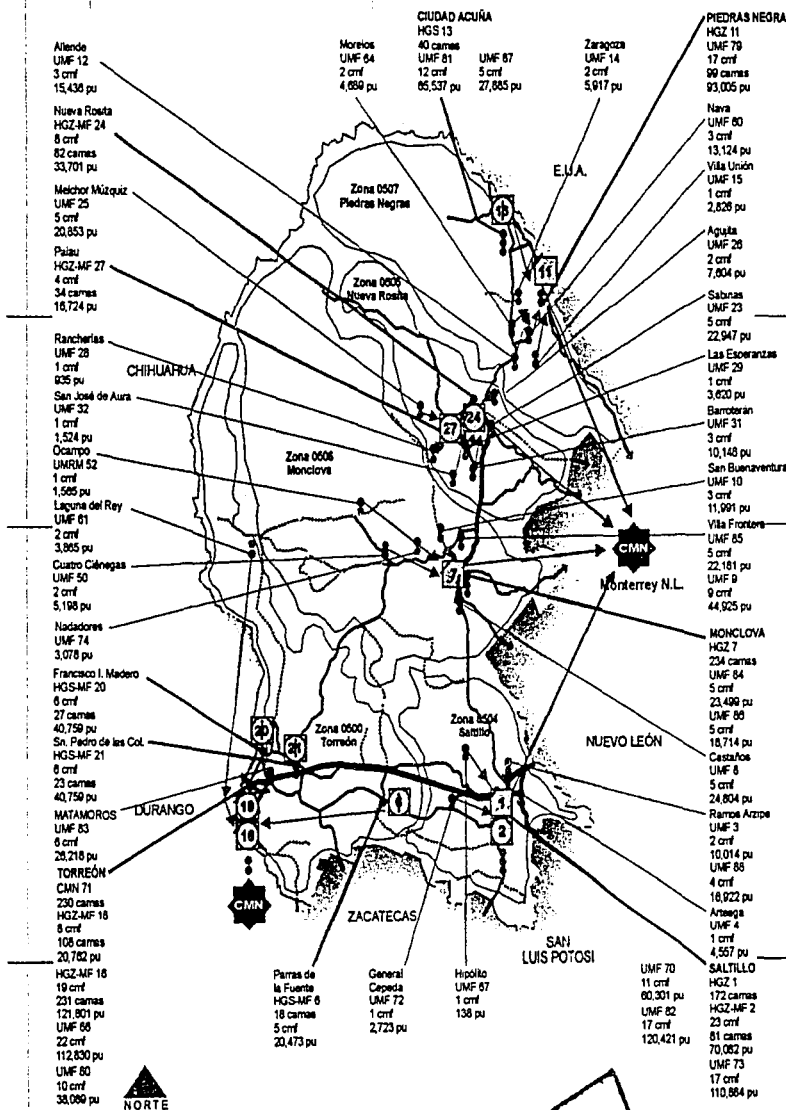 Allende
UMF 12
3 cmf
15,436 pu
Nueva Rosita
HGZ-MF 24
8 cmf
82 camas
33,701 pu
Melchor Múzquiz
UMF 25
5 cmf
20,853 pu
Palau
HGZ-MF 27
4 cmf
34 camas
16,724 pu
Rancherías
UMF 28
1 cmf
935 pu
San José de Aura
UMF 32
1 cmf
1,524 pu
Ocampo
UMRM 52
1 cmf
1,565 pu
Laguna del Rey
UMF 61
2 cmf
3,865 pu
Cuatro Ciénegas
UMF 50
2 cmf
5,198 pu
Nadadores
UMF 74
3,078 pu
Francisco I. Madero
HGS-MF 20
6 cmf
27 camas
40,759 pu
Sn. Pedro de las Col.
HGS-MF 21
6 cmf
23 camas
40,759 pu
MATAMOROS
UMF 83
6 cmf
26,218 pu
TORREÓN
CMN 71
230 camas
HGZ-MF 16
8 cmf
108 camas
20,762 pu
HGZ-MF 18
19 cmf
231 camas
121,801 pu
UMF 66
22 cmf
112,830 pu
UMF 80
10 cmf
38,089 pu
NORTE
Morelos
UMF 64
2 cmf
4,689 pu
CIUDAD ACUÑA
HGS 13
40 camas
UMF 81
12 cmf
65,537 pu
UMF 87
5 cmf
27,685 pu
Zaragoza
UMF 14
2 cmf
5,917 pu
PIEDRAS NEGRA
HGZ 11
UMF 79
17 cmf
99 camas
93,005 pu
Nava
UMF 60
3 cmf
13,124 pu
Villa Unión
UMF 15
1 cmf
2,826 pu
Agujita
UMF 26
2 cmf
7,604 pu
Sabinas
UMF 23
5 cmf
22,947 pu
Las Esperanzas
UMF 29
1 cmf
3,620 pu
Barroterán
UMF 31
3 cmf
10,148 pu
San Buenaventura
UMF 10
3 cmf
11,991 pu
Villa Frontera
UMF 85
5 cmf
22,181 pu
UMF 9
9 cmf
44,925 pu
MONCLOVA
HGZ 7
234 camas
UMF 84
5 cmf
23,499 pu
UMF 86
5 cmf
18,714 pu
Castaños
UMF 6
5 cmf
24,804 pu
Ramos Arzipe
UMF 3
2 cmf
10,014 pu
UMF 88
4 cmf
16,922 pu
Arteaga
UMF 4
1 cmf
4,557 pu
SALTILLO
HGZ 1
172 camas
HGZ-MF 2
23 cmf
81 camas
70,062 pu
UMF 73
17 cmf
110,884 pu
UMF 70
11 cmf
60,301 pu
UMF 82
17 cmf
120,421 pu
Parras de
la Fuente
HGS-MF 6
18 camas
5 cmf
20,473 pu
General
Cepeda
UMF 72
1 cmf
2,723 pu
Hipólito
UMF 67
1 cmf
138 pu
E.U.A.
Zona 0507
Piedras Negras
Nueva Rosita
CHIHUAHUA
Zona 0506
Monclova
Zona 0500
Torreón
Zona 0504
Saltillo
NUEVO LEÓN
DURANGO
ZACATECAS
SAN
LUIS POTOSI
CMN
Monterrey N.L.
CMN
13
11
24
27
7
20
18
16
6
1
2